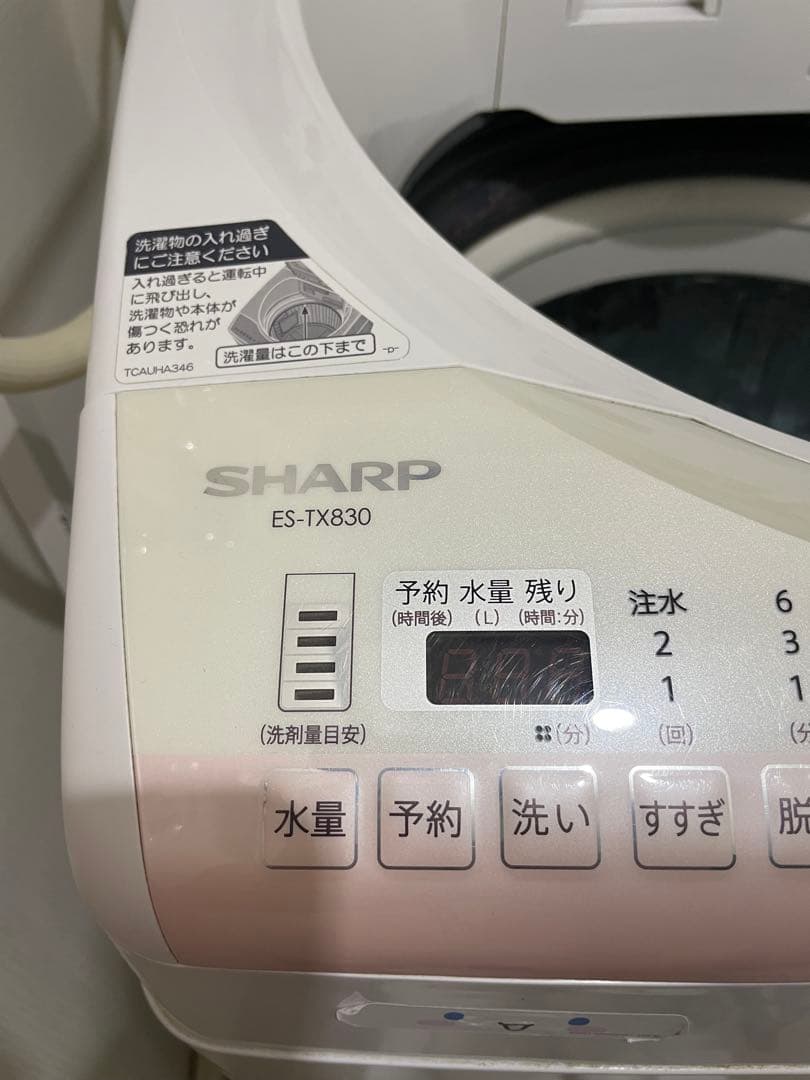 洗濯物の入れ過ぎ
にご注意ください
入れ過ぎると運転中
に飛び出し、
洗濯物や本体が
傷つく恐れが
あります。
洗濯量はこの下まで
-p-
TCAUHA346
SHARP
ES-TX830
予約 水量 残り
(時間後) (L) (時間:分)
注水 6
2 3
1 1
(洗剤量目安) (分) (回)
水量 予約 洗い すすぎ 脱